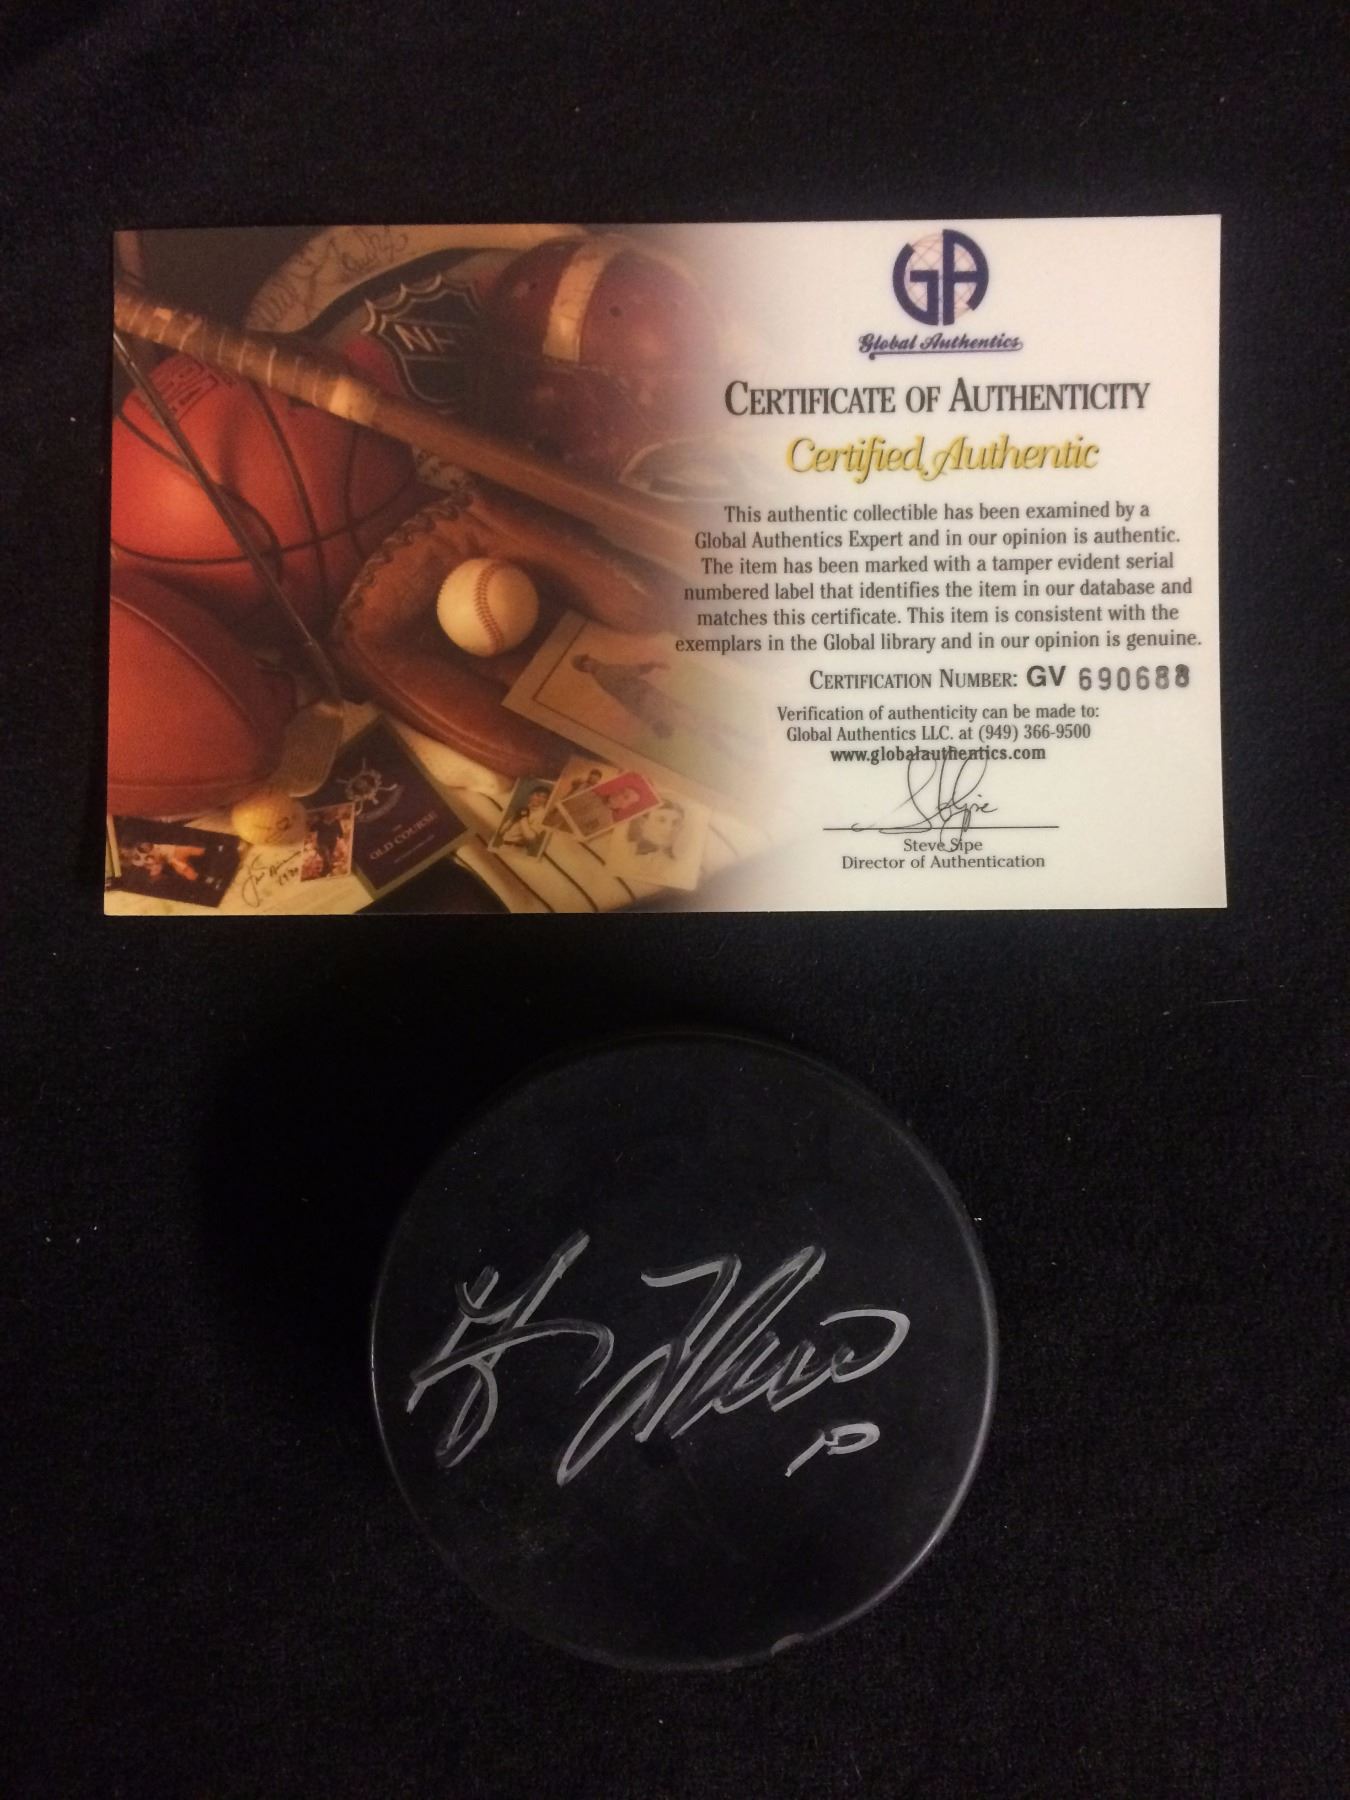 NH
GA
Global Authentics
CERTIFICATE OF AUTHENTICITY
Certified Authentic
This authentic collectible has been examined by a
Global Authentics Expert and in our opinion is authentic.
The item has been marked with a tamper evident serial
numbered label that identifies the item in our database and
matches this certificate. This item is consistent with the
exemplars in the Global library and in our opinion is genuine.
CERTIFICATION NUMBER: GV 690688
Verification of authenticity can be made to:
Global Authentics LLC. at (949) 366-9500
www.globalauthentics.com
Steve Sipe
Director of Authentication
OLD COURSE
10